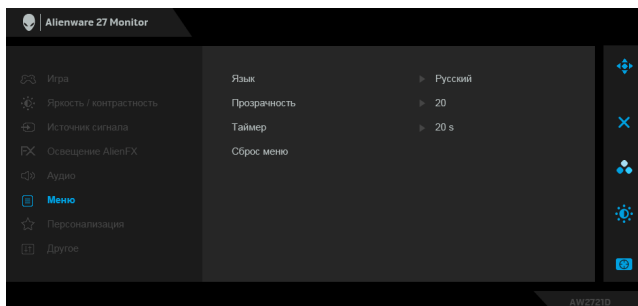 Alienware 27 Monitor
Игра
Яркость / контрастность
Источник сигнала
FX Освещение AlienFX
Аудио
Меню
Персонализация
Другое
Язык Русский
Прозрачность 20
Таймер 20 s
Сброс меню
AW2721D